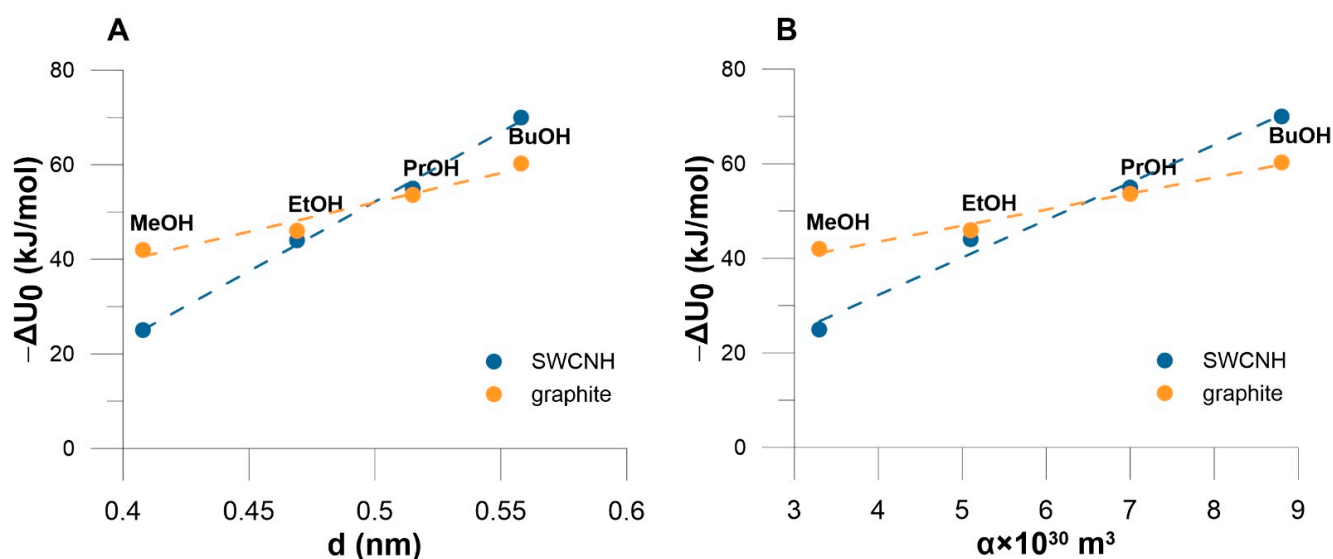 A
−ΔU0 (kJ/mol)
80
60
40
20
0
MeOH
EtOH
PrOH
BuOH
SWCNH
graphite
0.4 0.45 0.5 0.55 0.6
d (nm)
B
−ΔU0 (kJ/mol)
80
60
40
20
0
MeOH
EtOH
PrOH
BuOH
SWCNH
graphite
3 4 5 6 7 8 9
α×10³⁰ m³